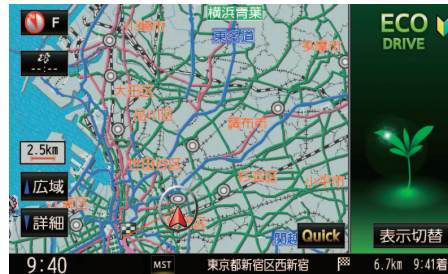 F
横浜青葉
東名道
川崎市
多摩市
ECO
DRIVE
--:--
大田区
品川区
調布市
2.5km
世田谷区
杉並区
小平市
広域
詳細
関越
Quick
表示切替
9:40
MST
東京都新宿区西新宿
6.7km
9:41着